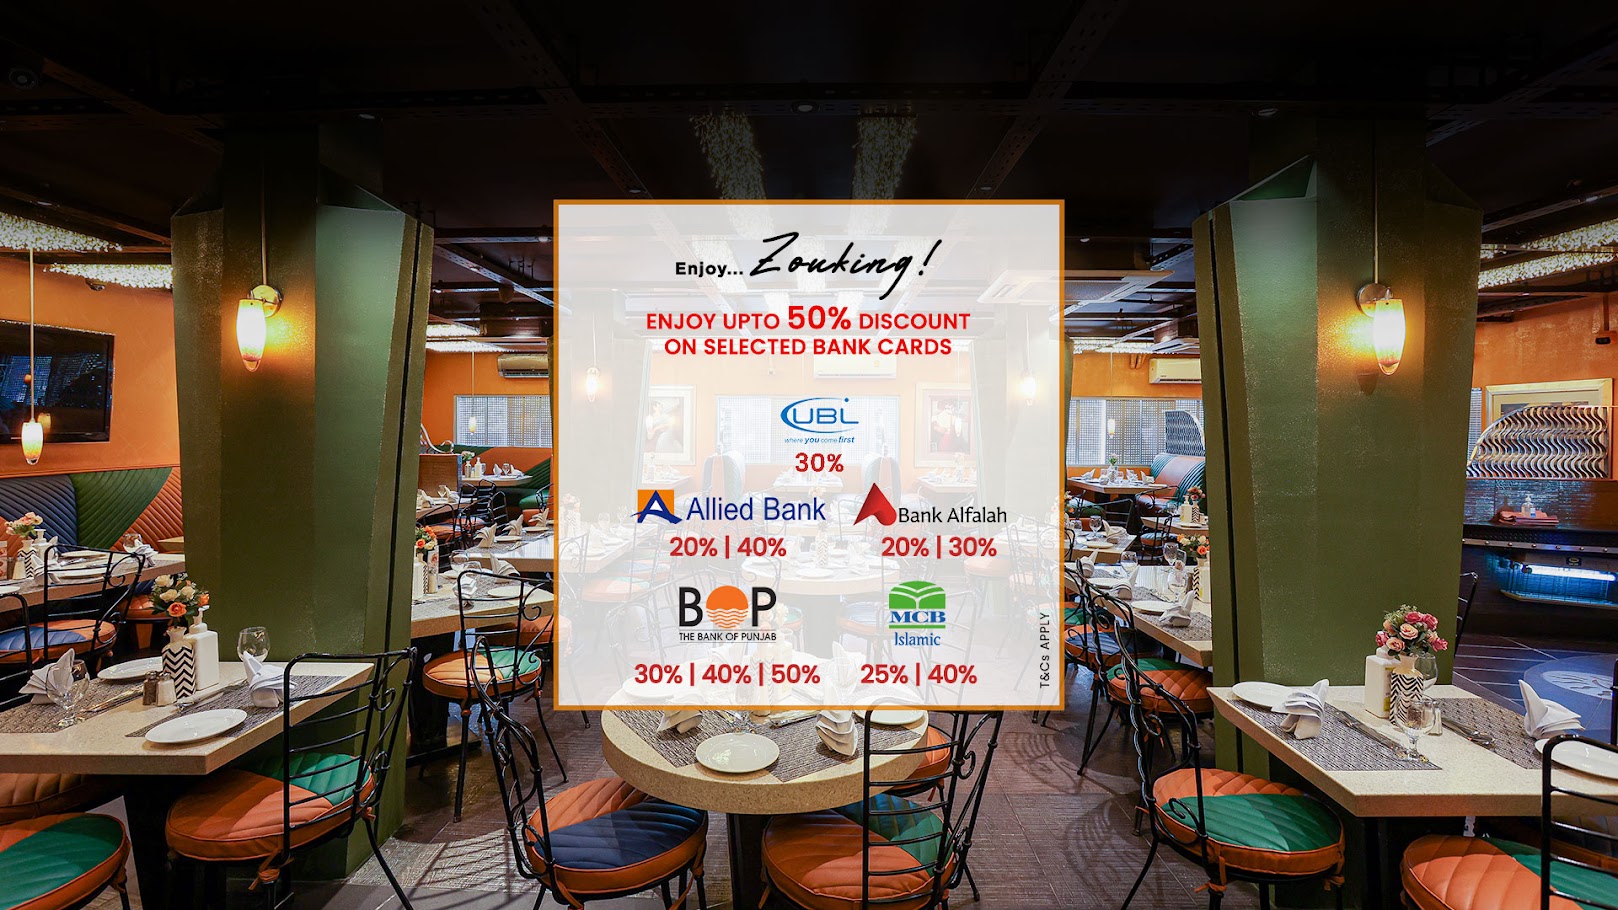 Enjoy... Zouking!
ENJOY UPTO 50% DISCOUNT
ON SELECTED BANK CARDS
UBL
where you come first
30%
Allied Bank
20% | 40%
Bank Alfalah
20% | 30%
BOP
THE BANK OF PUNJAB
30% | 40% | 50%
MCB
Islamic
25% | 40%
T&Cs APPLY